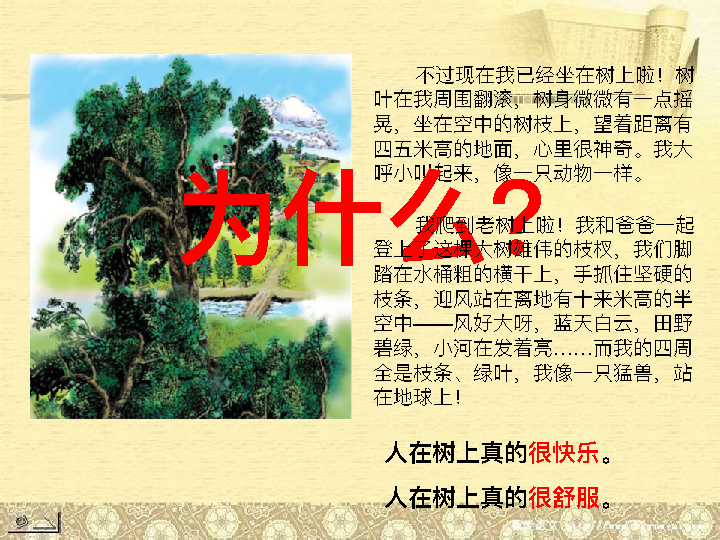 不过现在我已经坐在树上啦！树
叶在我周围翻滚，树身微微有一点摇
晃，坐在空中的树枝上，望着距离有
四五米高的地面，心里很神奇。我大
呼小叫起来，像一只动物一样。
为什么？
我爬到老树上啦！我和爸爸一起
登上了这棵大树雄伟的枝杈，我们脚
踏在水桶粗的横干上，手抓住坚硬的
枝条，迎风站在离地有十来米高的半
空中——风好大呀，蓝天白云，田野
碧绿，小河在发着亮……而我的四周
全是枝条、绿叶，我像一只猛兽，站
在地球上！
人在树上真的很快乐。
人在树上真的很舒服。